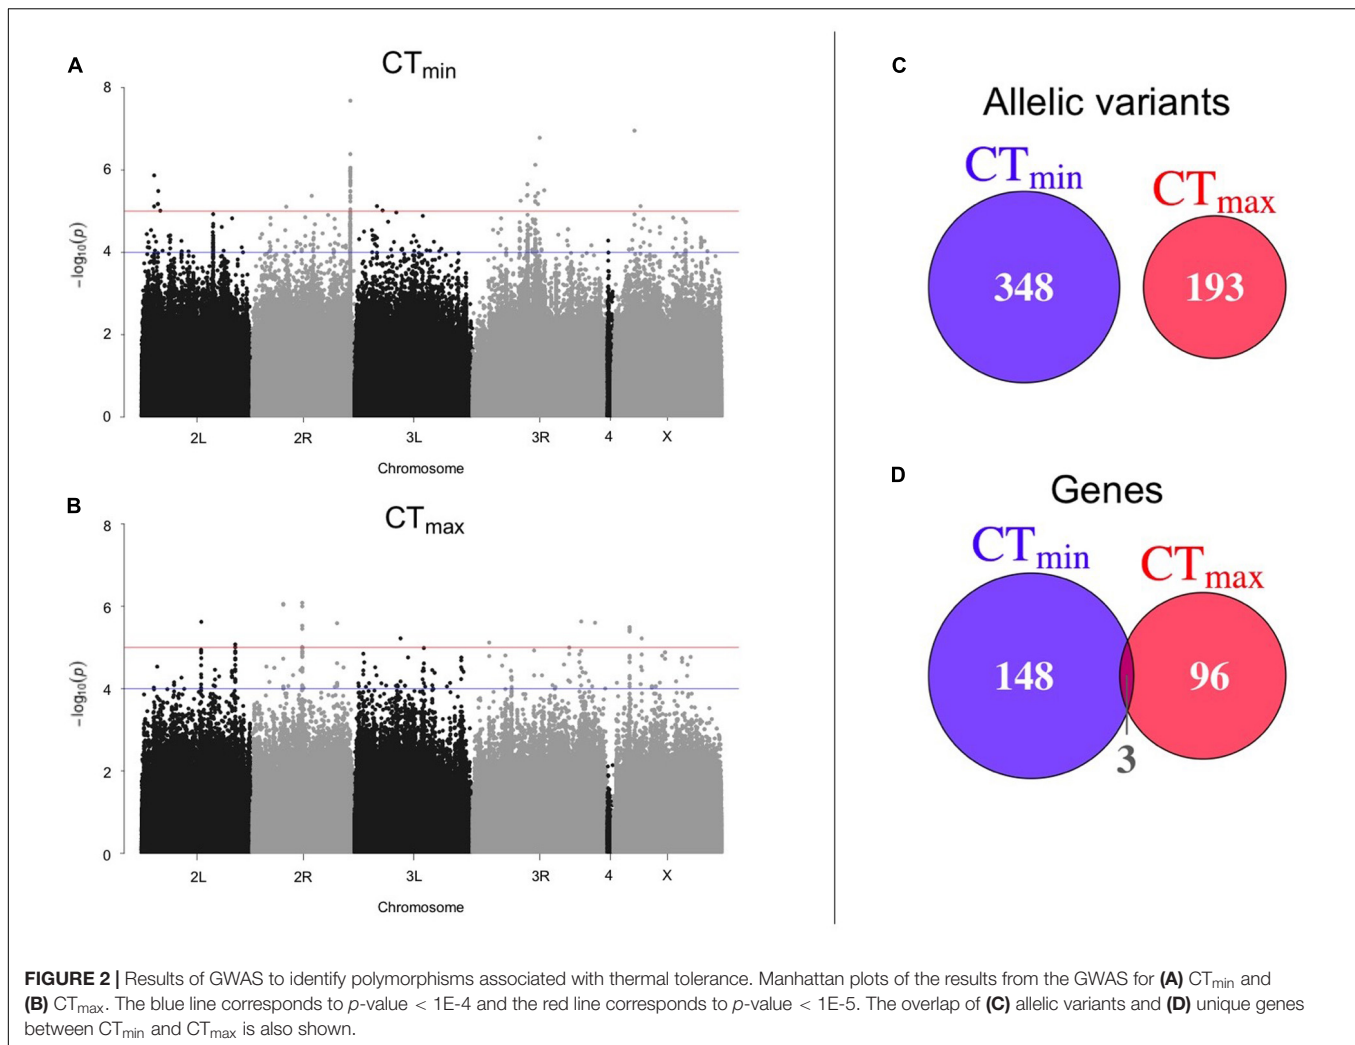 A
CTmin
8
6
4
2
0
−log10(p)
2L 2R 3L 3R 4 X
Chromosome
B
CTmax
8
6
4
2
0
−log10(p)
2L 2R 3L 3R 4 X
Chromosome
C
Allelic variants
CTmin
CTmax
348 193
D
Genes
CTmin
CTmax
148 96
3
FIGURE 2 | Results of GWAS to identify polymorphisms associated with thermal tolerance. Manhattan plots of the results from the GWAS for (A) CTmin and
(B) CTmax. The blue line corresponds to p-value < 1E-4 and the red line corresponds to p-value < 1E-5. The overlap of (C) allelic variants and (D) unique genes
between CTmin and CTmax is also shown.